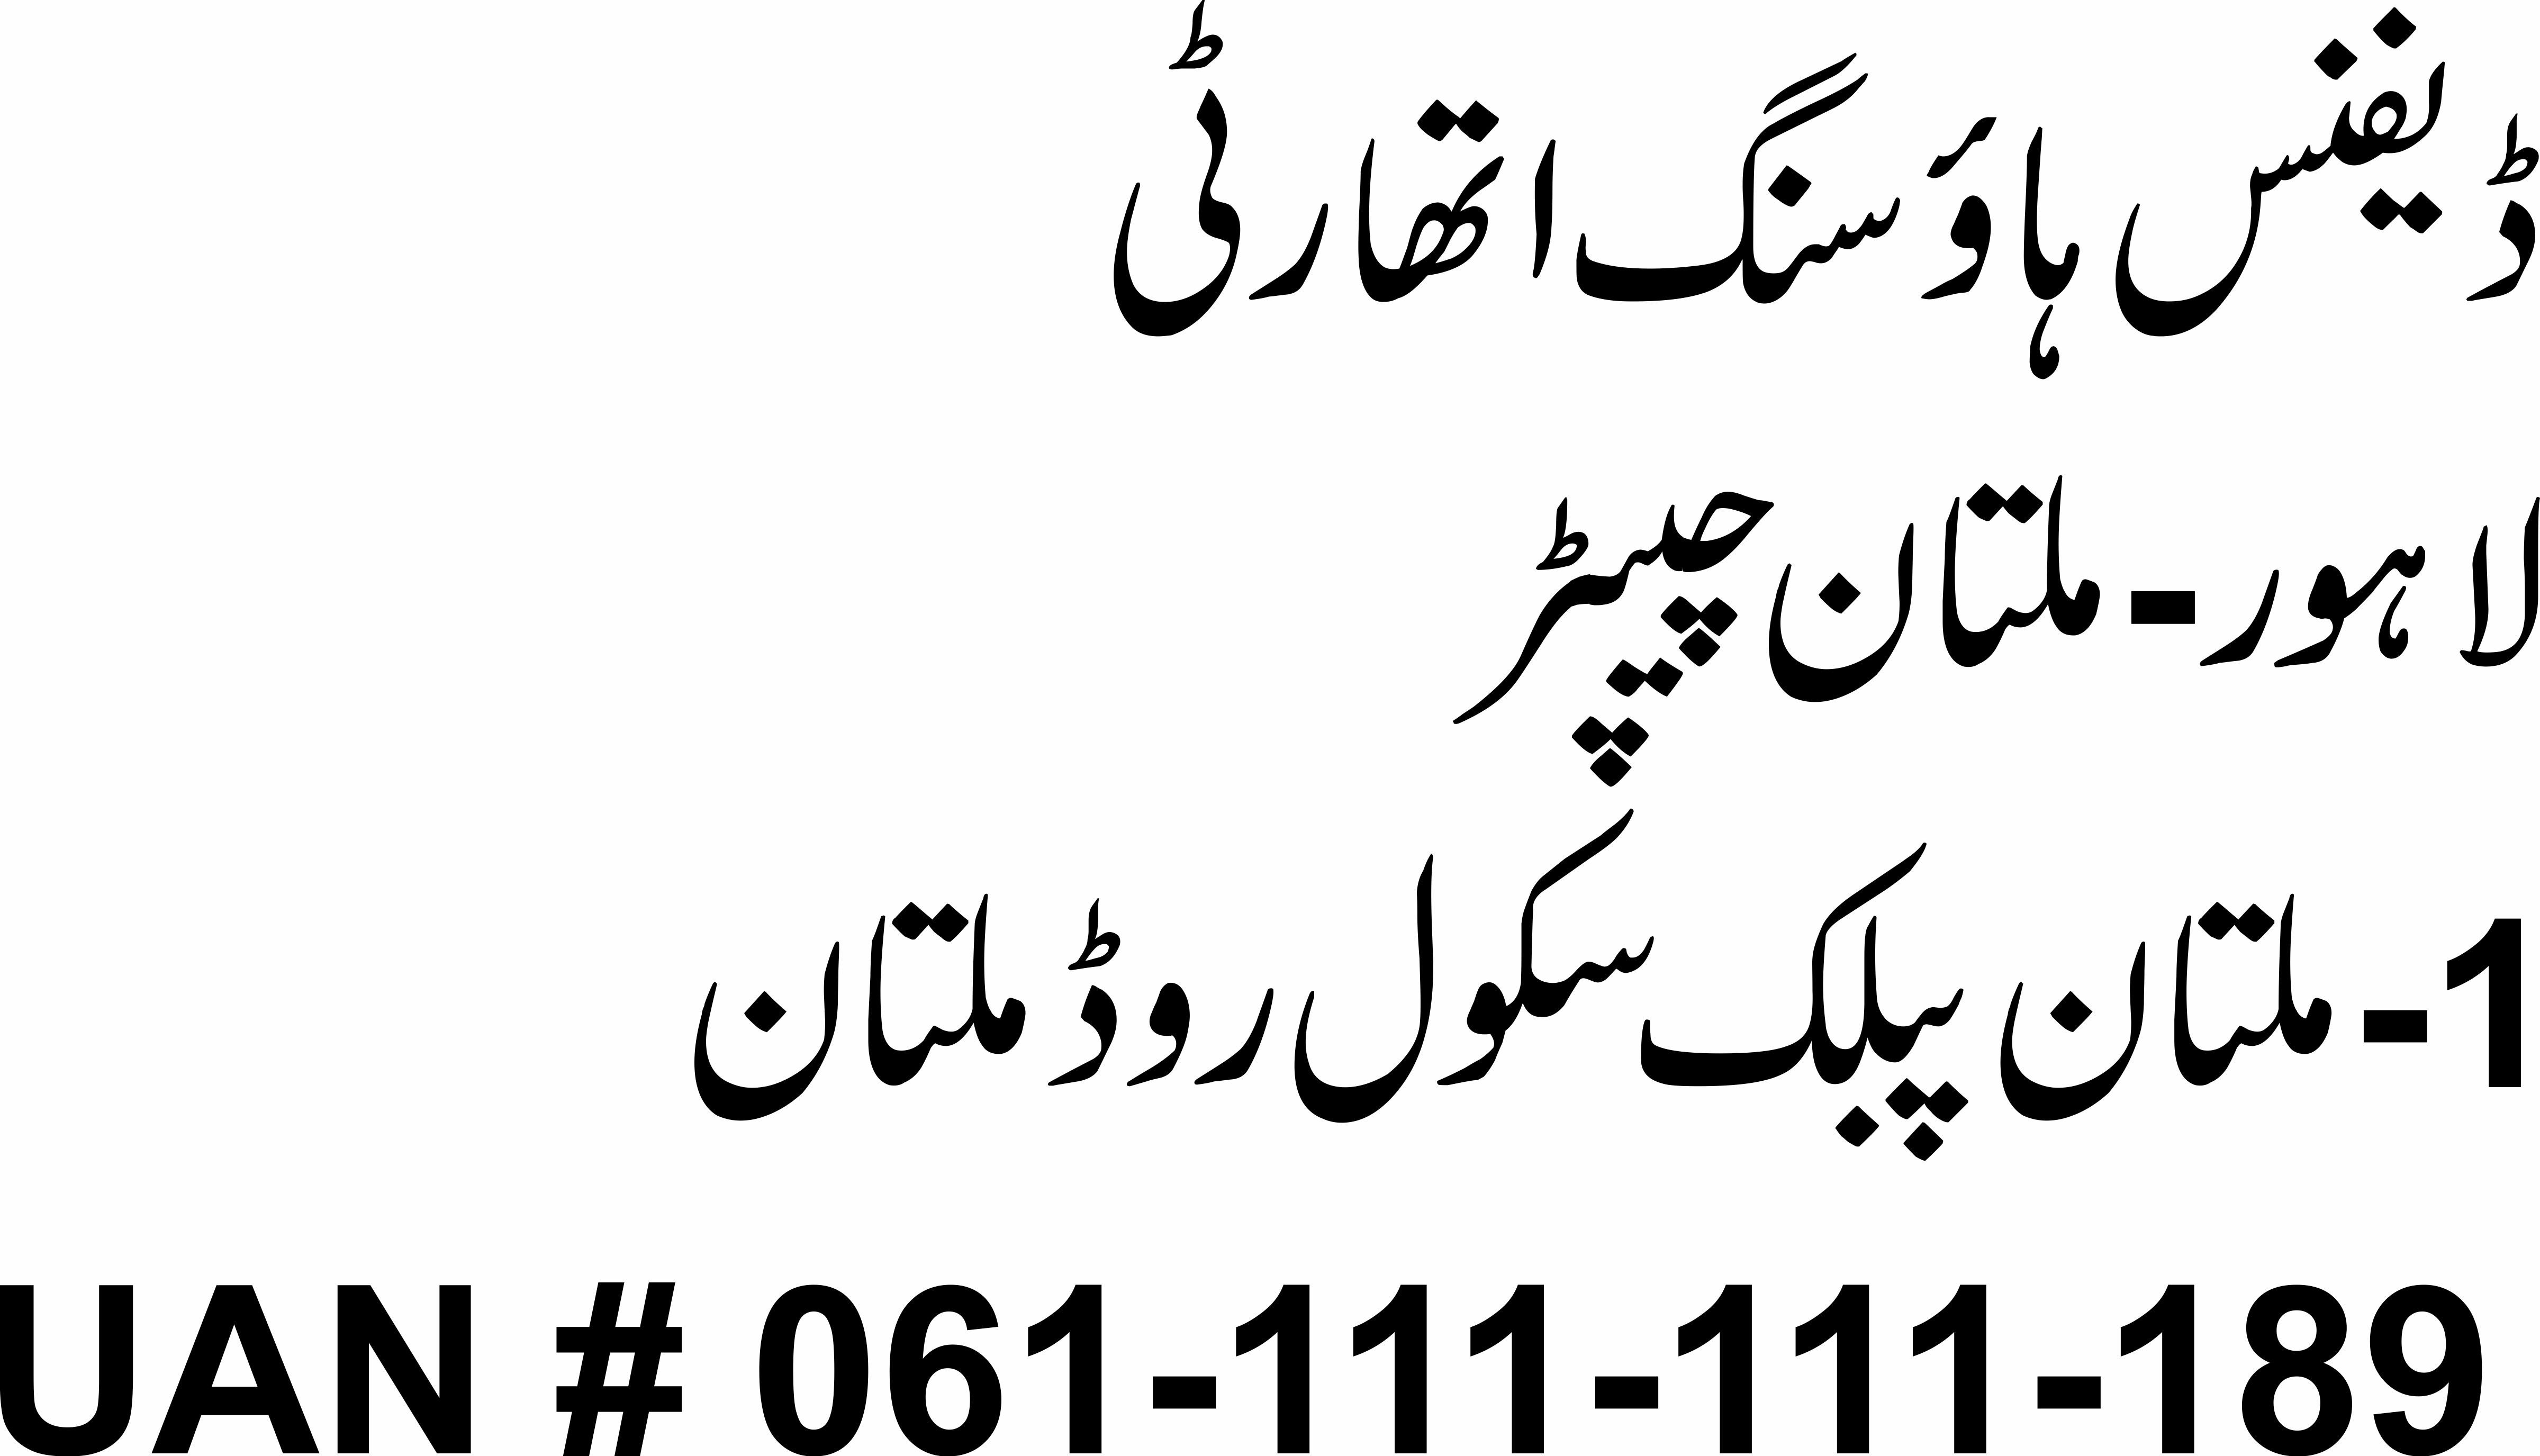 ڈیفنس ہاؤسنگ اتھارٹی
لاہور - ملتان چیپٹر
1- ملتان پبلک سکول روڈ ملتان
UAN # 061-111-111-189